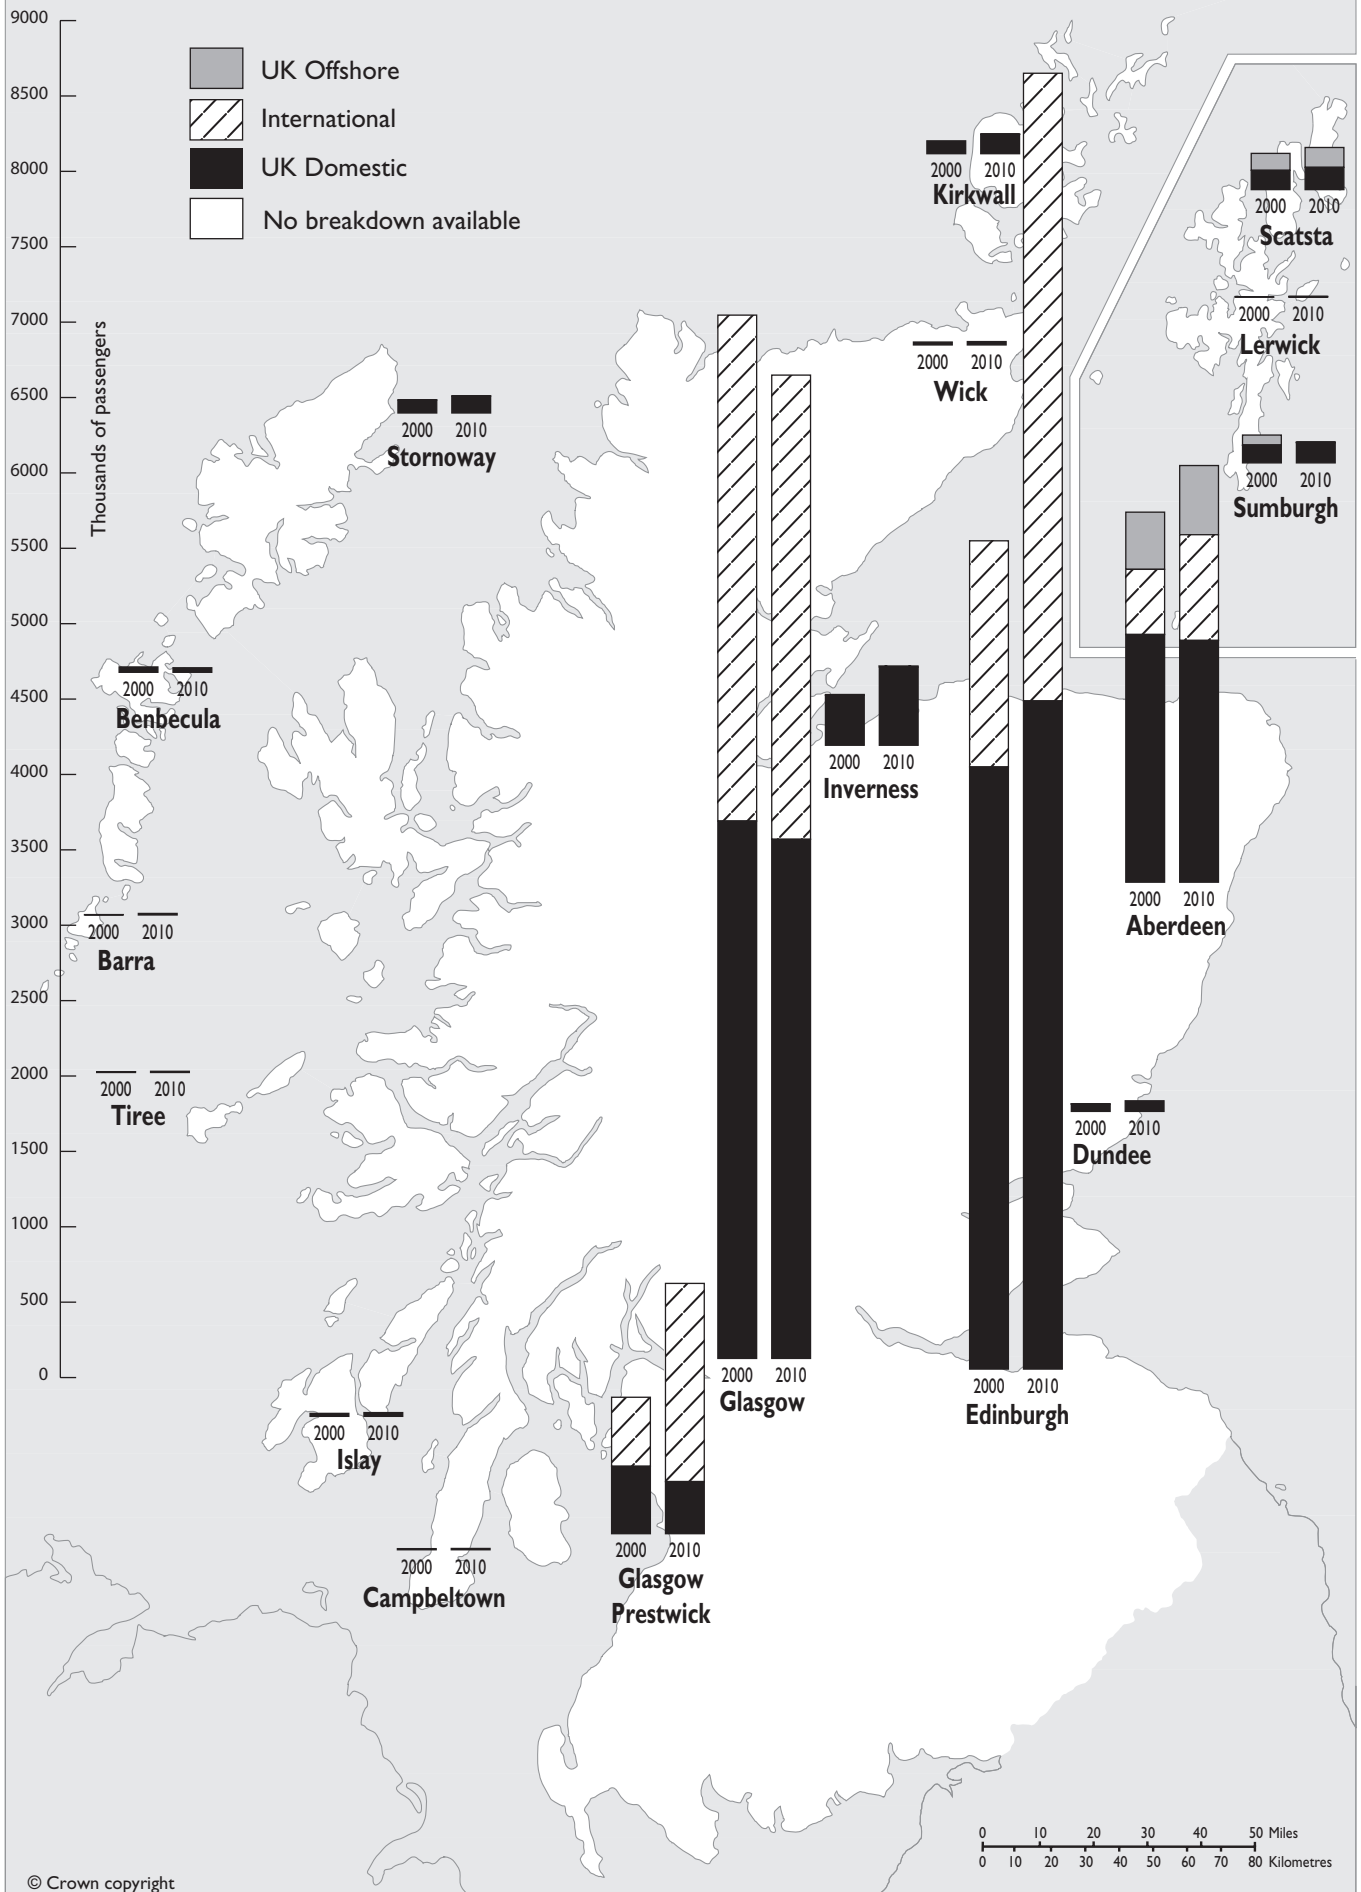 9000
8500
8000
7500
7000
6500
6000
5500
5000
4500
4000
3500
3000
2500
2000
1500
1000
500
0
Thousands of passengers
UK Offshore
International
UK Domestic
No breakdown available
2000 2010
Kirkwall
2000 2010
Scatsta
2000 2010
Lerwick
2000 2010
Wick
2000 2010
Stornoway
2000 2010
Sumburgh
2000 2010
Benbecula
2000 2010
Inverness
2000 2010
Aberdeen
2000 2010
Barra
2000 2010
Tiree
2000 2010
Dundee
2000 2010
Glasgow
2000 2010
Edinburgh
2000 2010
Islay
2000 2010
Campbeltown
2000 2010
Glasgow
Prestwick
0 10 20 30 40 50 Miles
0 10 20 30 40 50 60 70 80 Kilometres
© Crown copyright